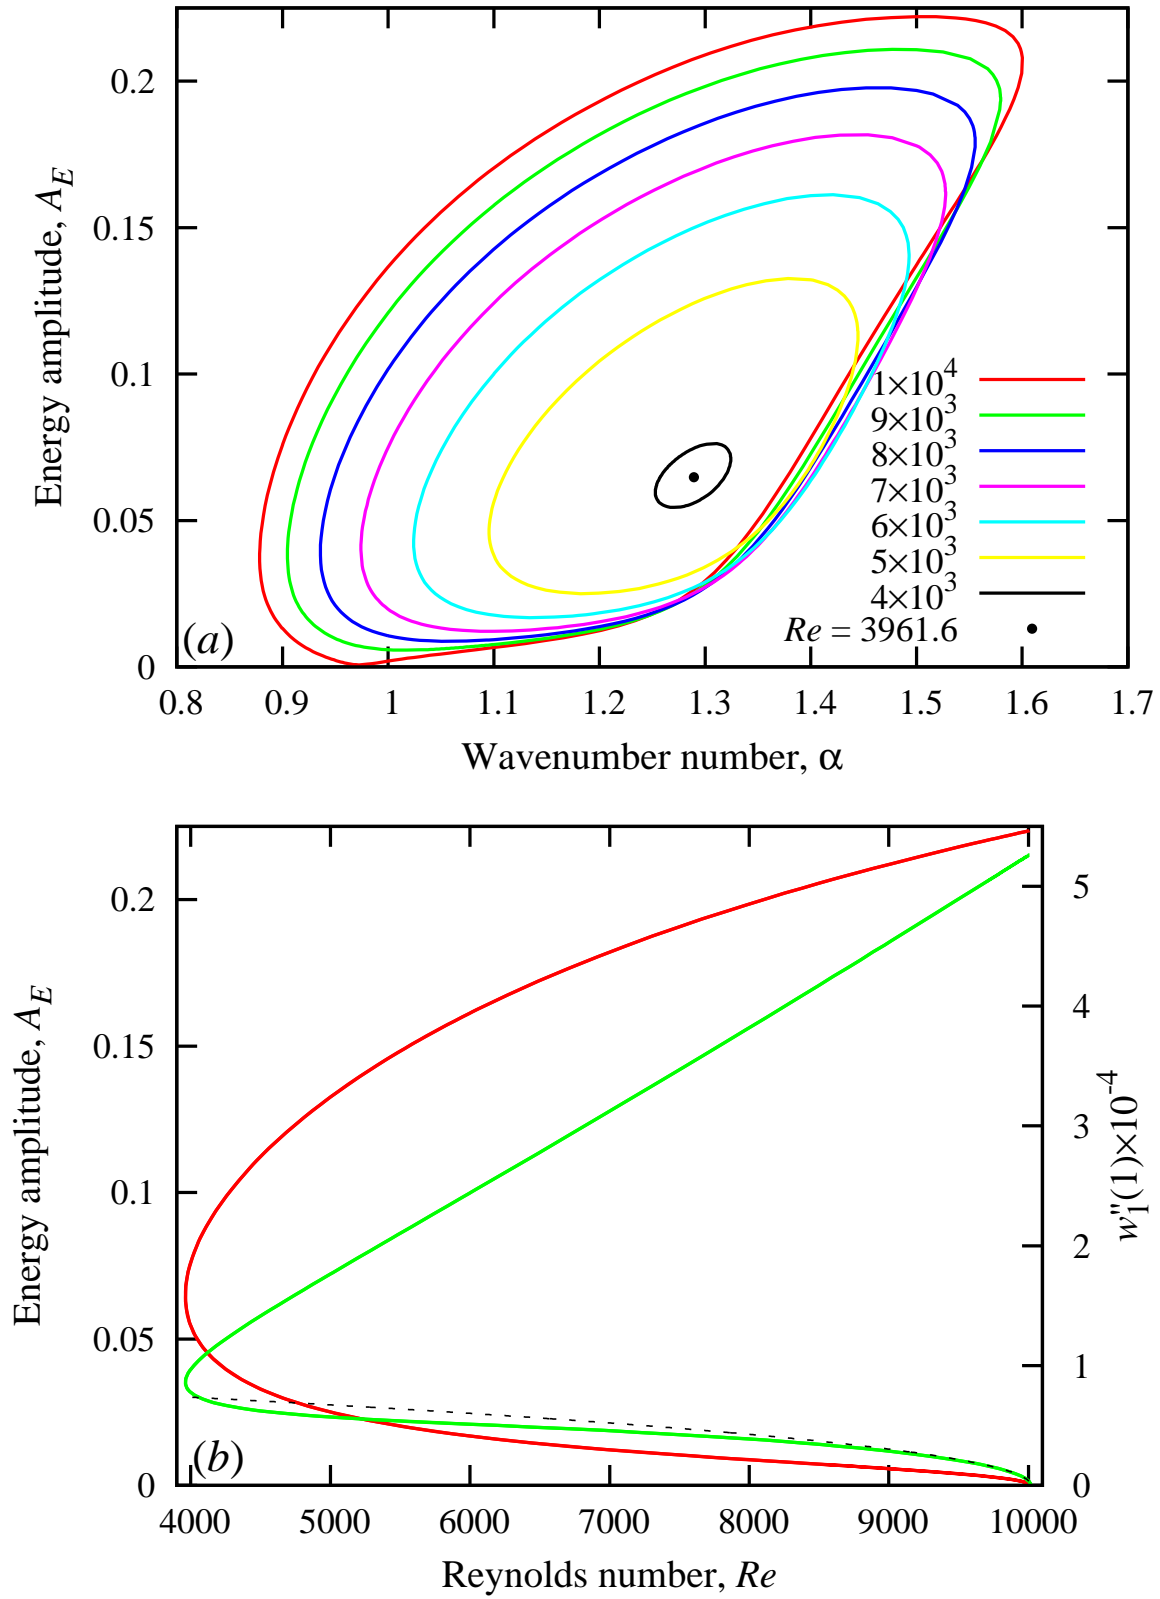 0.2
0.15
0.1
0.05
0
Energy amplitude, A_E
(a)
1×10^4
9×10^3
8×10^3
7×10^3
6×10^3
5×10^3
4×10^3
Re = 3961.6
0.8 0.9 1 1.1 1.2 1.3 1.4 1.5 1.6 1.7
Wavenumber number, α
0.2
0.15
0.1
0.05
0
Energy amplitude, A_E
(b)
5
4
3
2
1
0
w''_1(1)×10^-4
4000 5000 6000 7000 8000 9000 10000
Reynolds number, Re